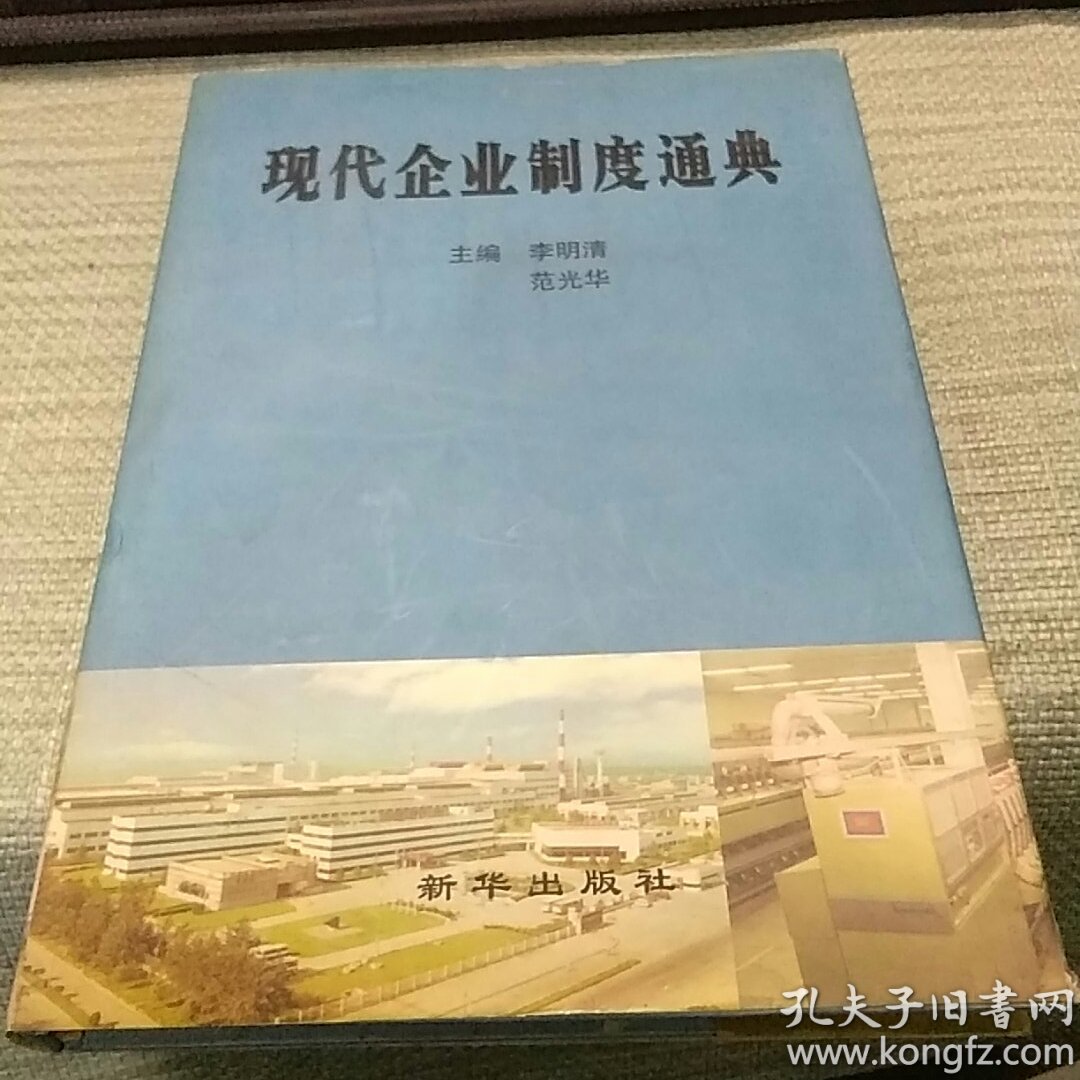 现代企业制度通典
主编 李明清
范光华
新华出版社
孔夫子旧書网
www.kongfz.com